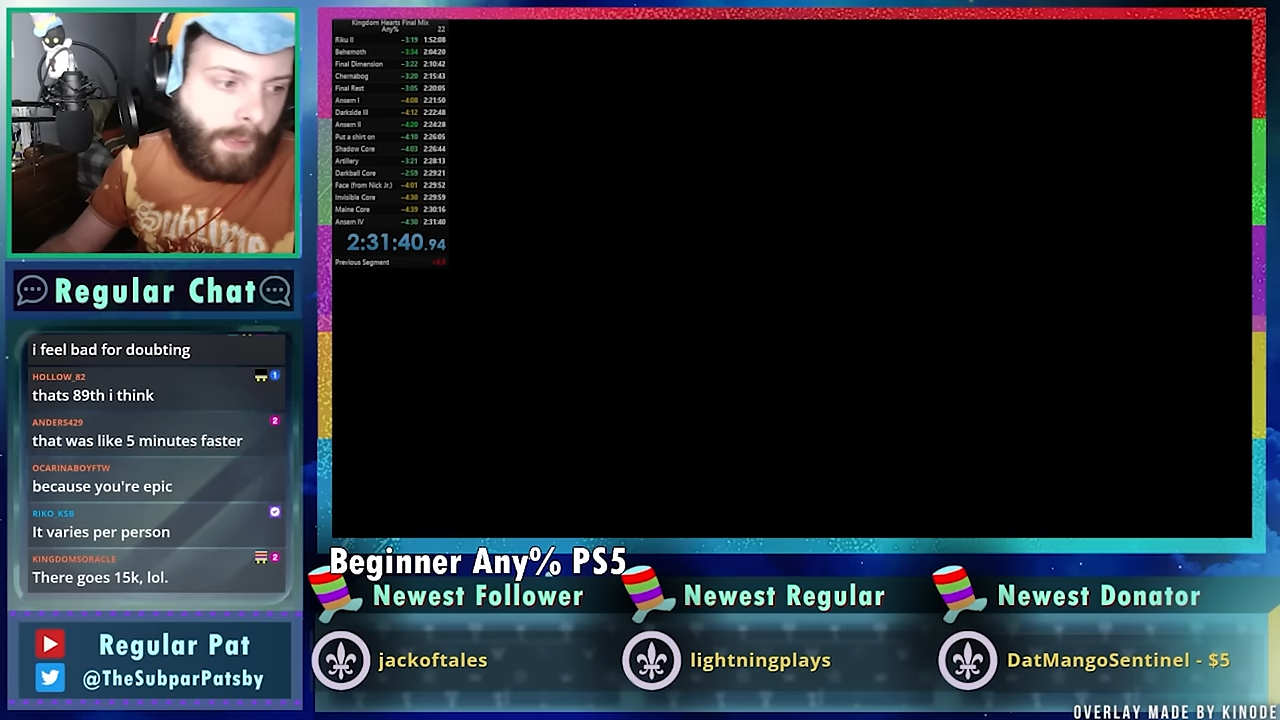 Kingdom Hearts Final Mix
Any% 22
Riku II −3:19 1:52:08
Behemoth −3:34 2:04:20
Final Dimension −3:22 2:10:42
Chernabog −3:20 2:15:43
Final Rest −3:05 2:20:05
Ansem I −4:08 2:21:50
Darkside III −4:12 2:22:48
Ansem II −4:20 2:24:28
Put a shirt on −4:10 2:26:05
Shadow Core −4:03 2:26:44
Artillery −3:21 2:28:13
Darkball Core −2:59 2:29:21
Face (from Nick Jr.) −4:01 2:29:52
Invisible Core −4:30 2:29:59
Maine Core −4:39 2:30:16
Ansem IV −4:30 2:31:40
2:31:40.94
Previous Segment
Sublime
Regular Chat
i feel bad for doubting
HOLLOW_82 1
thats 89th i think
ANDERS429 2
that was like 5 minutes faster
OCARINABOYFTW
because you're epic
RIKO_KSB
It varies per person
KINGDOMSORACLE 2
There goes 15k, lol.
Regular Pat
@TheSubparPatsby
Beginner Any% PS5
Newest Follower
jackoftales
Newest Regular
lightningplays
Newest Donator
DatMangoSentinel - $5
OVERLAY MADE BY KINODE